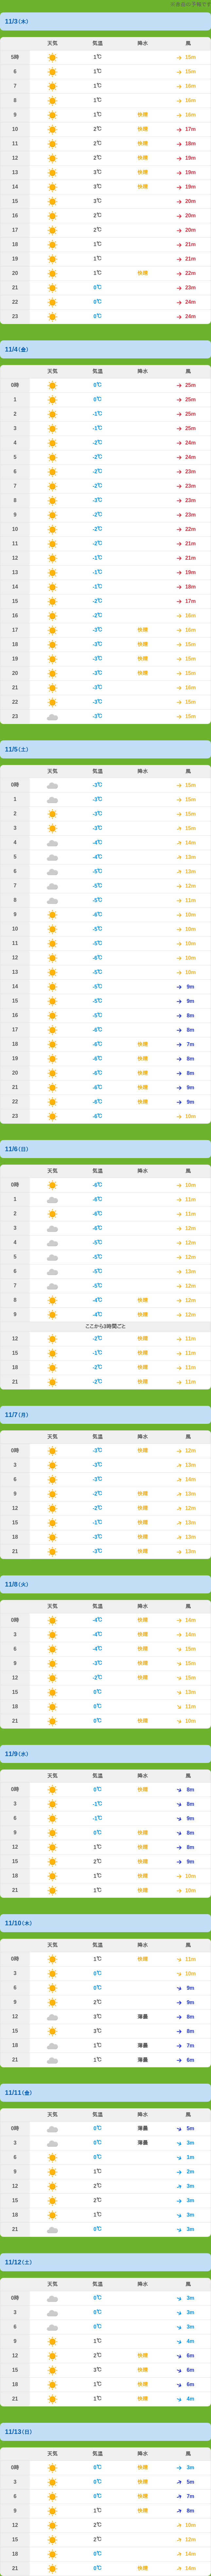 11/3(木)
天気 気温 降水 風
5時 1℃ 15m
6 1℃ 15m
7 1℃ 16m
8 1℃ 16m
9 1℃ 快晴 16m
10 2℃ 快晴 17m
11 2℃ 快晴 18m
12 2℃ 快晴 19m
13 3℃ 快晴 19m
14 3℃ 快晴 19m
15 3℃ 20m
16 2℃ 20m
17 2℃ 20m
18 1℃ 21m
19 1℃ 21m
20 1℃ 快晴 22m
21 0℃ 23m
22 0℃ 24m
23 0℃ 24m
11/4(金)
天気 気温 降水 風
0時 0℃ 25m
1 0℃ 25m
2 -1℃ 25m
3 -1℃ 25m
4 -2℃ 24m
5 -2℃ 24m
6 -2℃ 23m
7 -2℃ 23m
8 -3℃ 23m
9 -2℃ 23m
10 -2℃ 22m
11 -2℃ 21m
12 -1℃ 21m
13 -1℃ 19m
14 -1℃ 18m
15 -2℃ 17m
16 -2℃ 16m
17 -3℃ 快晴 16m
18 -3℃ 快晴 15m
19 -3℃ 快晴 15m
20 -3℃ 快晴 15m
21 -3℃ 16m
22 -3℃ 15m
23 -3℃ 15m
11/5(土)
天気 気温 降水 風
0時 -3℃ 15m
1 -3℃ 15m
2 -3℃ 15m
3 -3℃ 15m
4 -4℃ 14m
5 -4℃ 13m
6 -5℃ 13m
7 -5℃ 12m
8 -5℃ 11m
9 -6℃ 10m
10 -5℃ 10m
11 -5℃ 10m
12 -6℃ 10m
13 -5℃ 10m
14 -5℃ 9m
15 -5℃ 9m
16 -5℃ 8m
17 -6℃ 8m
18 -6℃ 快晴 7m
19 -6℃ 快晴 8m
20 -6℃ 快晴 8m
21 -6℃ 快晴 9m
22 -6℃ 快晴 9m
23 -6℃ 10m
11/6(日)
天気 気温 降水 風
0時 -6℃ 10m
1 -6℃ 11m
2 -6℃ 11m
3 -6℃ 12m
4 -5℃ 12m
5 -5℃ 12m
6 -5℃ 13m
7 -5℃ 12m
8 -4℃ 快晴 12m
9 -4℃ 快晴 11m
ここから3時間ごと
12 -2℃ 快晴 11m
15 -1℃ 快晴 11m
18 -2℃ 快晴 11m
21 -2℃ 快晴 11m
11/7(月)
天気 気温 降水 風
0時 -3℃ 快晴 12m
3 -3℃ 13m
6 -3℃ 14m
9 -2℃ 快晴 13m
12 -2℃ 快晴 12m
15 -1℃ 快晴 13m
18 -3℃ 快晴 12m
21 -3℃ 快晴 13m
11/8(火)
天気 気温 降水 風
0時 -4℃ 快晴 14m
3 -4℃ 快晴 14m
6 -4℃ 快晴 15m
9 -3℃ 快晴 15m
12 -2℃ 快晴 15m
15 0℃ 13m
18 0℃ 11m
21 0℃ 快晴 10m
11/9(水)
天気 気温 降水 風
0時 0℃ 快晴 8m
3 -1℃ 8m
6 -1℃ 9m
9 0℃ 快晴 8m
12 1℃ 快晴 8m
15 2℃ 快晴 9m
18 1℃ 快晴 10m
21 1℃ 快晴 10m
11/10(木)
天気 気温 降水 風
0時 1℃ 快晴 11m
3 0℃ 10m
6 0℃ 9m
9 2℃ 9m
12 3℃ 薄曇 8m
15 3℃ 8m
18 1℃ 薄曇 7m
21 1℃ 薄曇 6m
11/11(金)
天気 気温 降水 風
0時 0℃ 薄曇 5m
3 0℃ 薄曇 3m
6 0℃ 1m
9 1℃ 2m
12 2℃ 3m
15 2℃ 3m
18 1℃ 3m
21 0℃ 3m
11/12(土)
天気 気温 降水 風
0時 0℃ 3m
3 0℃ 3m
6 0℃ 3m
9 1℃ 4m
12 2℃ 快晴 6m
15 3℃ 快晴 6m
18 1℃ 快晴 6m
21 1℃ 快晴 4m
11/13(日)
天気 気温 降水 風
0時 0℃ 快晴 3m
3 0℃ 快晴 5m
6 0℃ 快晴 7m
9 1℃ 快晴 8m
12 2℃ 10m
15 2℃ 12m
18 0℃ 快晴 14m
21 0℃ 快晴 14m